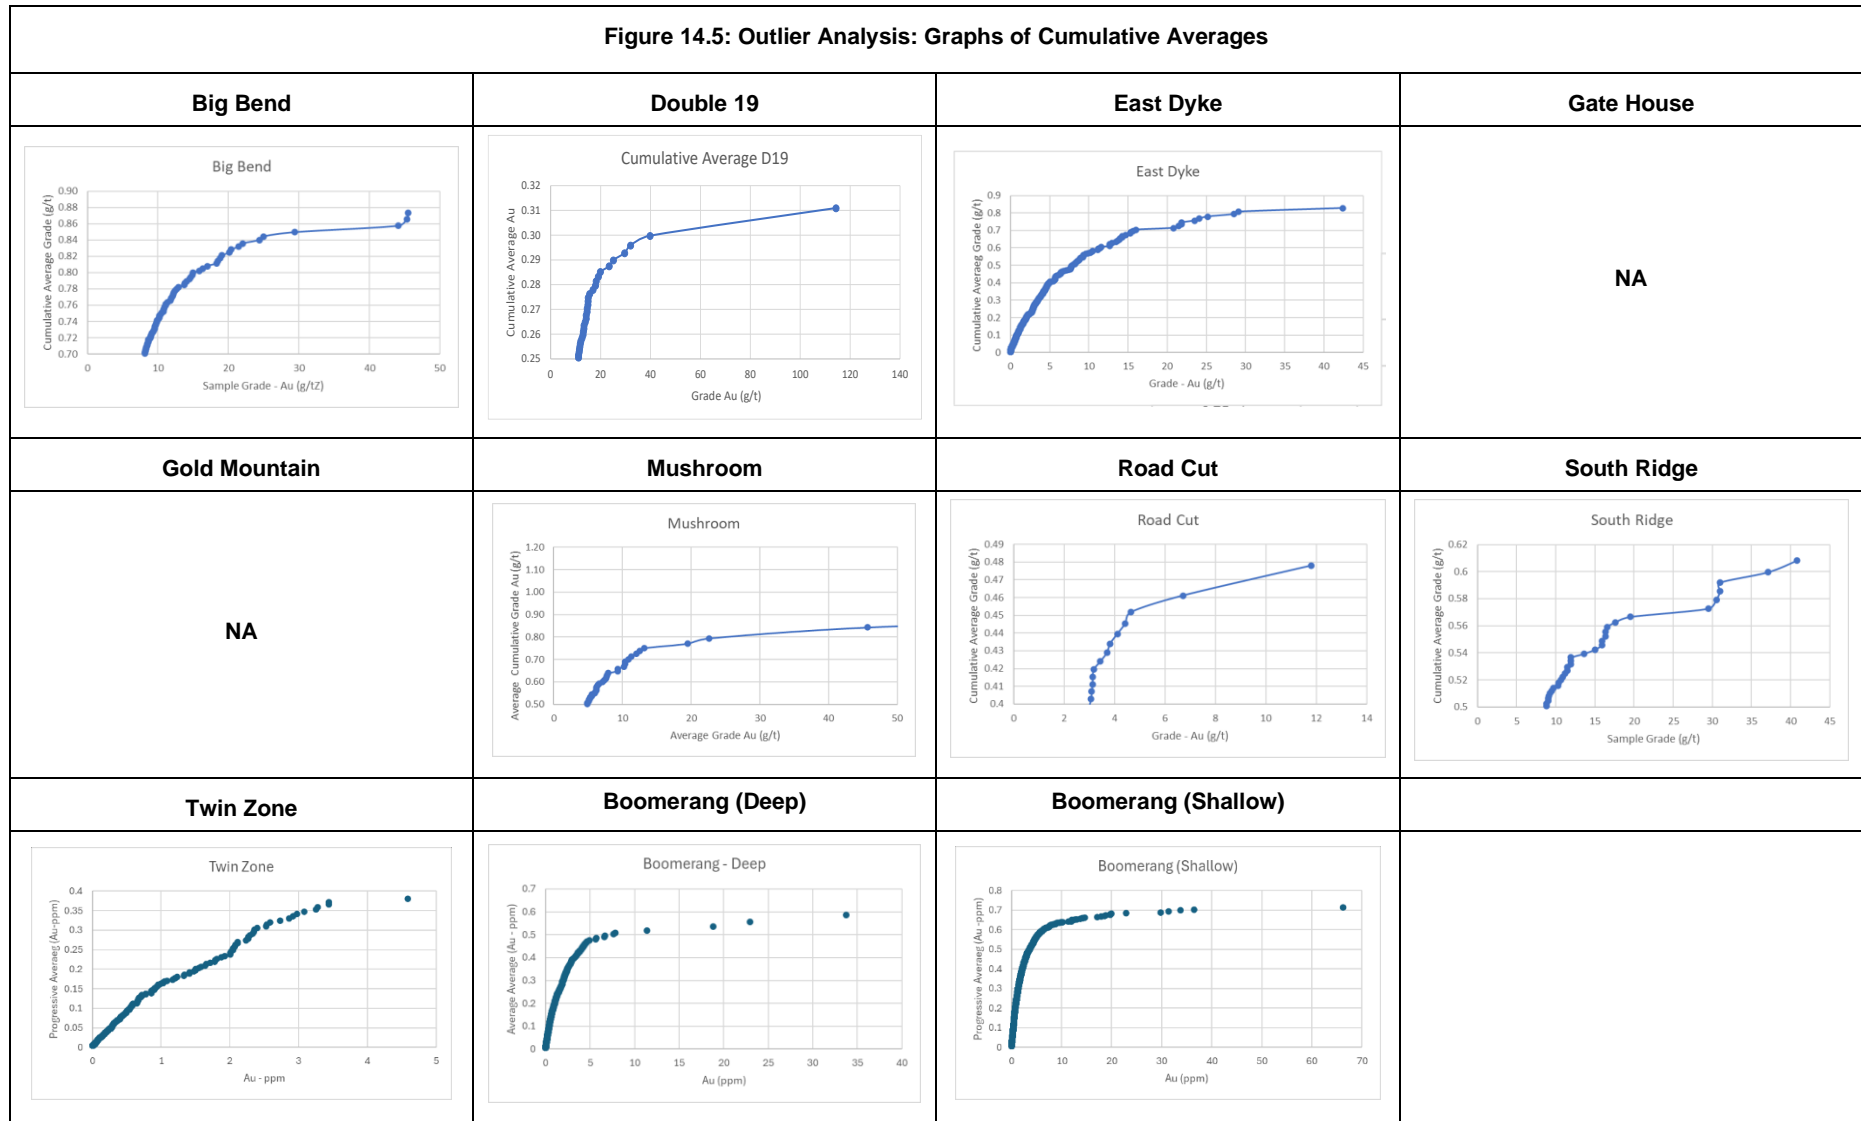 Figure 14.5: Outlier Analysis: Graphs of Cumulative Averages
Big Bend
Double 19
East Dyke
Gate House
Big Bend
Cumulative Average Grade (g/t)
0.90
0.88
0.86
0.84
0.82
0.80
0.78
0.76
0.74
0.72
0.70
0 10 20 30 40 50
Sample Grade - Au (g/tZ)
Cumulative Average D19
Cumulative Average Au
0.32
0.31
0.30
0.29
0.28
0.27
0.26
0.25
0 20 40 60 80 100 120 140
Grade Au (g/t)
East Dyke
Cumulative Averaeg Grade (g/t)
0.9
0.8
0.7
0.6
0.5
0.4
0.3
0.2
0.1
0
0 5 10 15 20 25 30 35 40 45
Grade - Au (g/t)
NA
Gold Mountain
Mushroom
Road Cut
South Ridge
NA
Mushroom
Average Cumulative Grade Au (g/t)
1.20
1.10
1.00
0.90
0.80
0.70
0.60
0.50
0 10 20 30 40 50
Average Grade Au (g/t)
Road Cut
Cumulative Average Grade (g/t)
0.49
0.48
0.47
0.46
0.45
0.44
0.43
0.42
0.41
0.4
0 2 4 6 8 10 12 14
Grade - Au (g/t)
South Ridge
Cumulative Average Grade (g/t)
0.62
0.6
0.58
0.56
0.54
0.52
0.5
0 5 10 15 20 25 30 35 40 45
Sample Grade (g/t)
Twin Zone
Boomerang (Deep)
Boomerang (Shallow)
Twin Zone
Progressive Averaeg (Au-ppm)
0.4
0.35
0.3
0.25
0.2
0.15
0.1
0.05
0
0 1 2 3 4 5
Au - ppm
Boomerang - Deep
Average Average (Au - ppm)
0.7
0.6
0.5
0.4
0.3
0.2
0.1
0
0 5 10 15 20 25 30 35 40
Au (ppm)
Boomerang (Shallow)
Progressive Averaeg (Au -ppm)
0.8
0.7
0.6
0.5
0.4
0.3
0.2
0.1
0
0 10 20 30 40 50 60 70
Au (ppm)